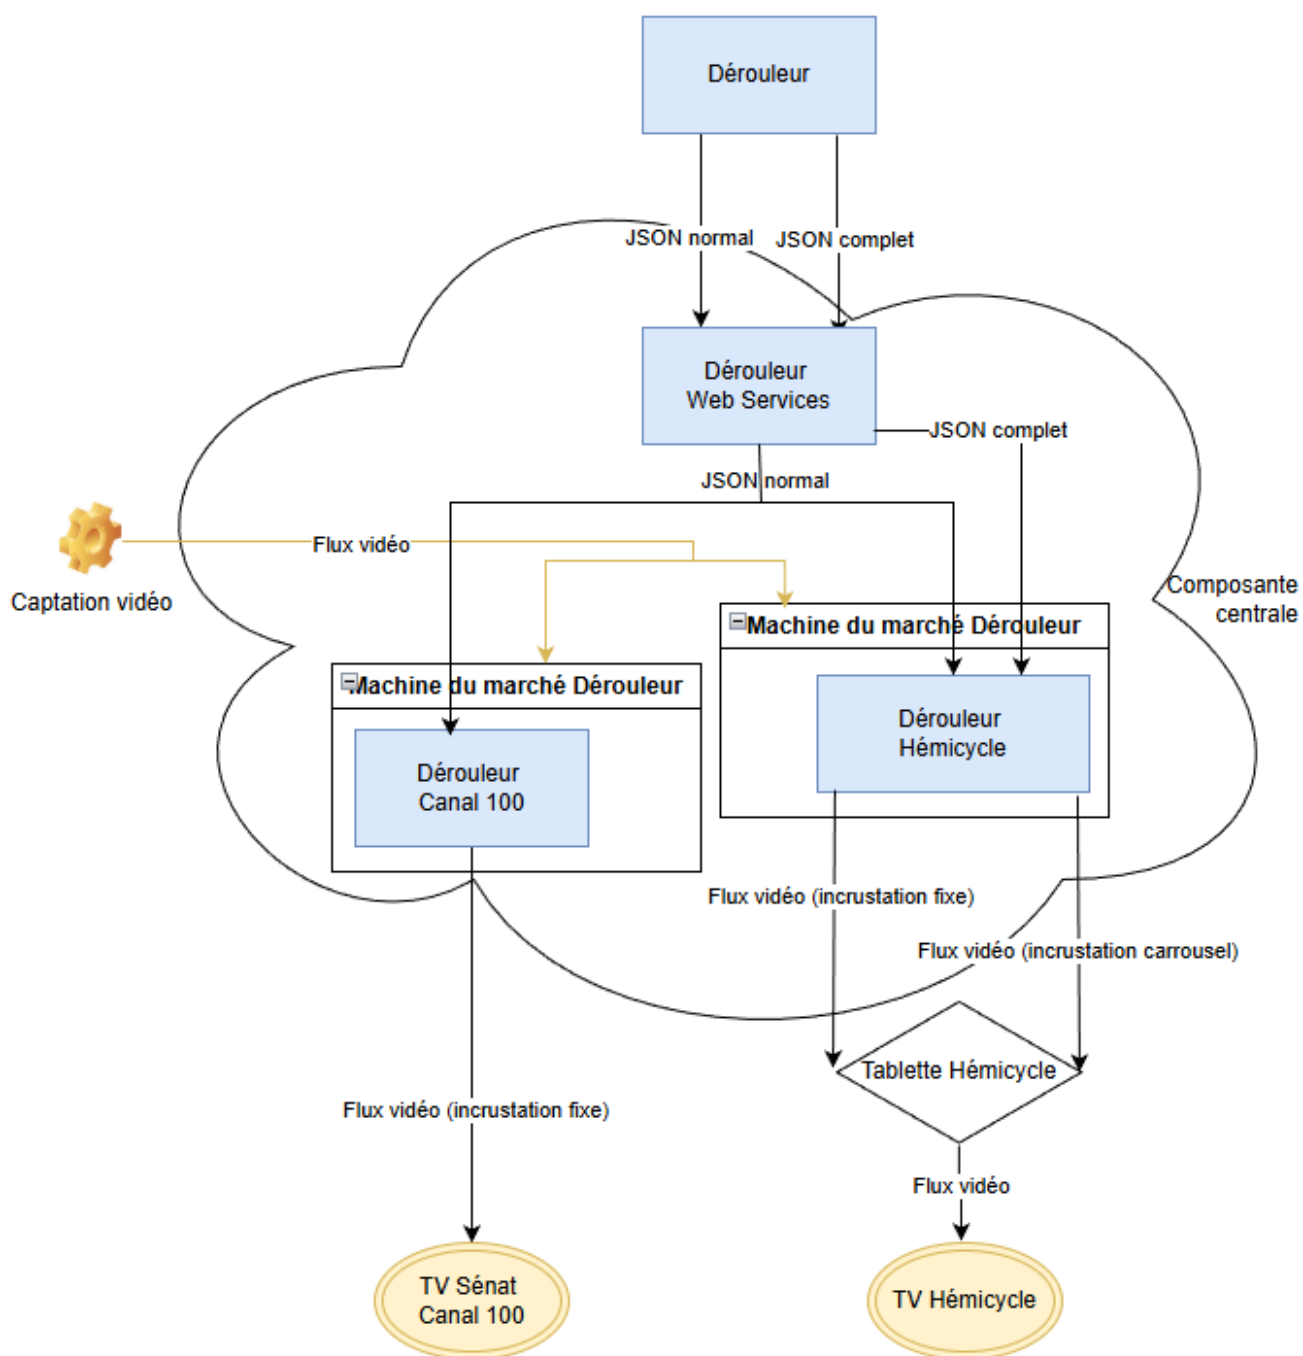 Dérouleur
JSON normal
JSON complet
Dérouleur
Web Services
JSON complet
JSON normal
Flux vidéo
Captation vidéo
Composante
centrale
Machine du marché Dérouleur
Machine du marché Dérouleur
Dérouleur
Hémicycle
Dérouleur
Canal 100
Flux vidéo (incrustation fixe)
Flux vidéo (incrustation carrousel)
Tablette Hémicycle
Flux vidéo (incrustation fixe)
Flux vidéo
TV Sénat
Canal 100
TV Hémicycle